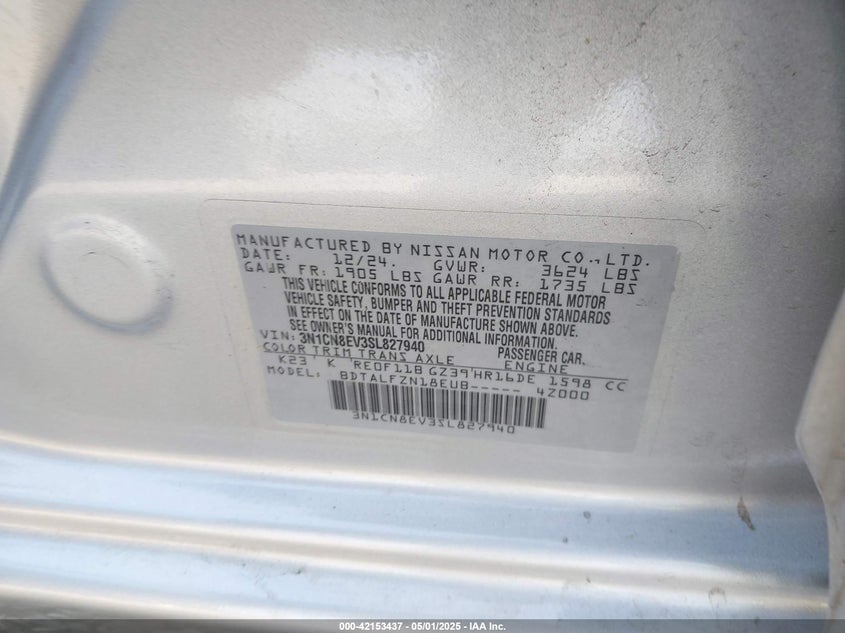 MANUFACTURED BY NISSAN MOTOR CO.,LTD.
DATE: 12/24. GVWR: 3624 LBS
GAWR FR: 1905 LBS GAWR RR: 1735 LBS
THIS VEHICLE CONFORMS TO ALL APPLICABLE FEDERAL MOTOR
VEHICLE SAFETY, BUMPER AND THEFT PREVENTION STANDARDS
IN EFFECT ON THE DATE OF MANUFACTURE SHOWN ABOVE.
SEE OWNER'S MANUAL FOR ADDITIONAL INFORMATION.
VIN: 3N1CN8EV3SL827940 PASSENGER CAR.
COLOR TRIM TRANS AXLE ENGINE
K23 K RE0F11B GZ39 HR16DE 1598 CC
BDTALFZN18EUB----- 4Z000
3N1CN8EV3SL827940
000-42153437 - 05/01/2025 - IAA Inc.